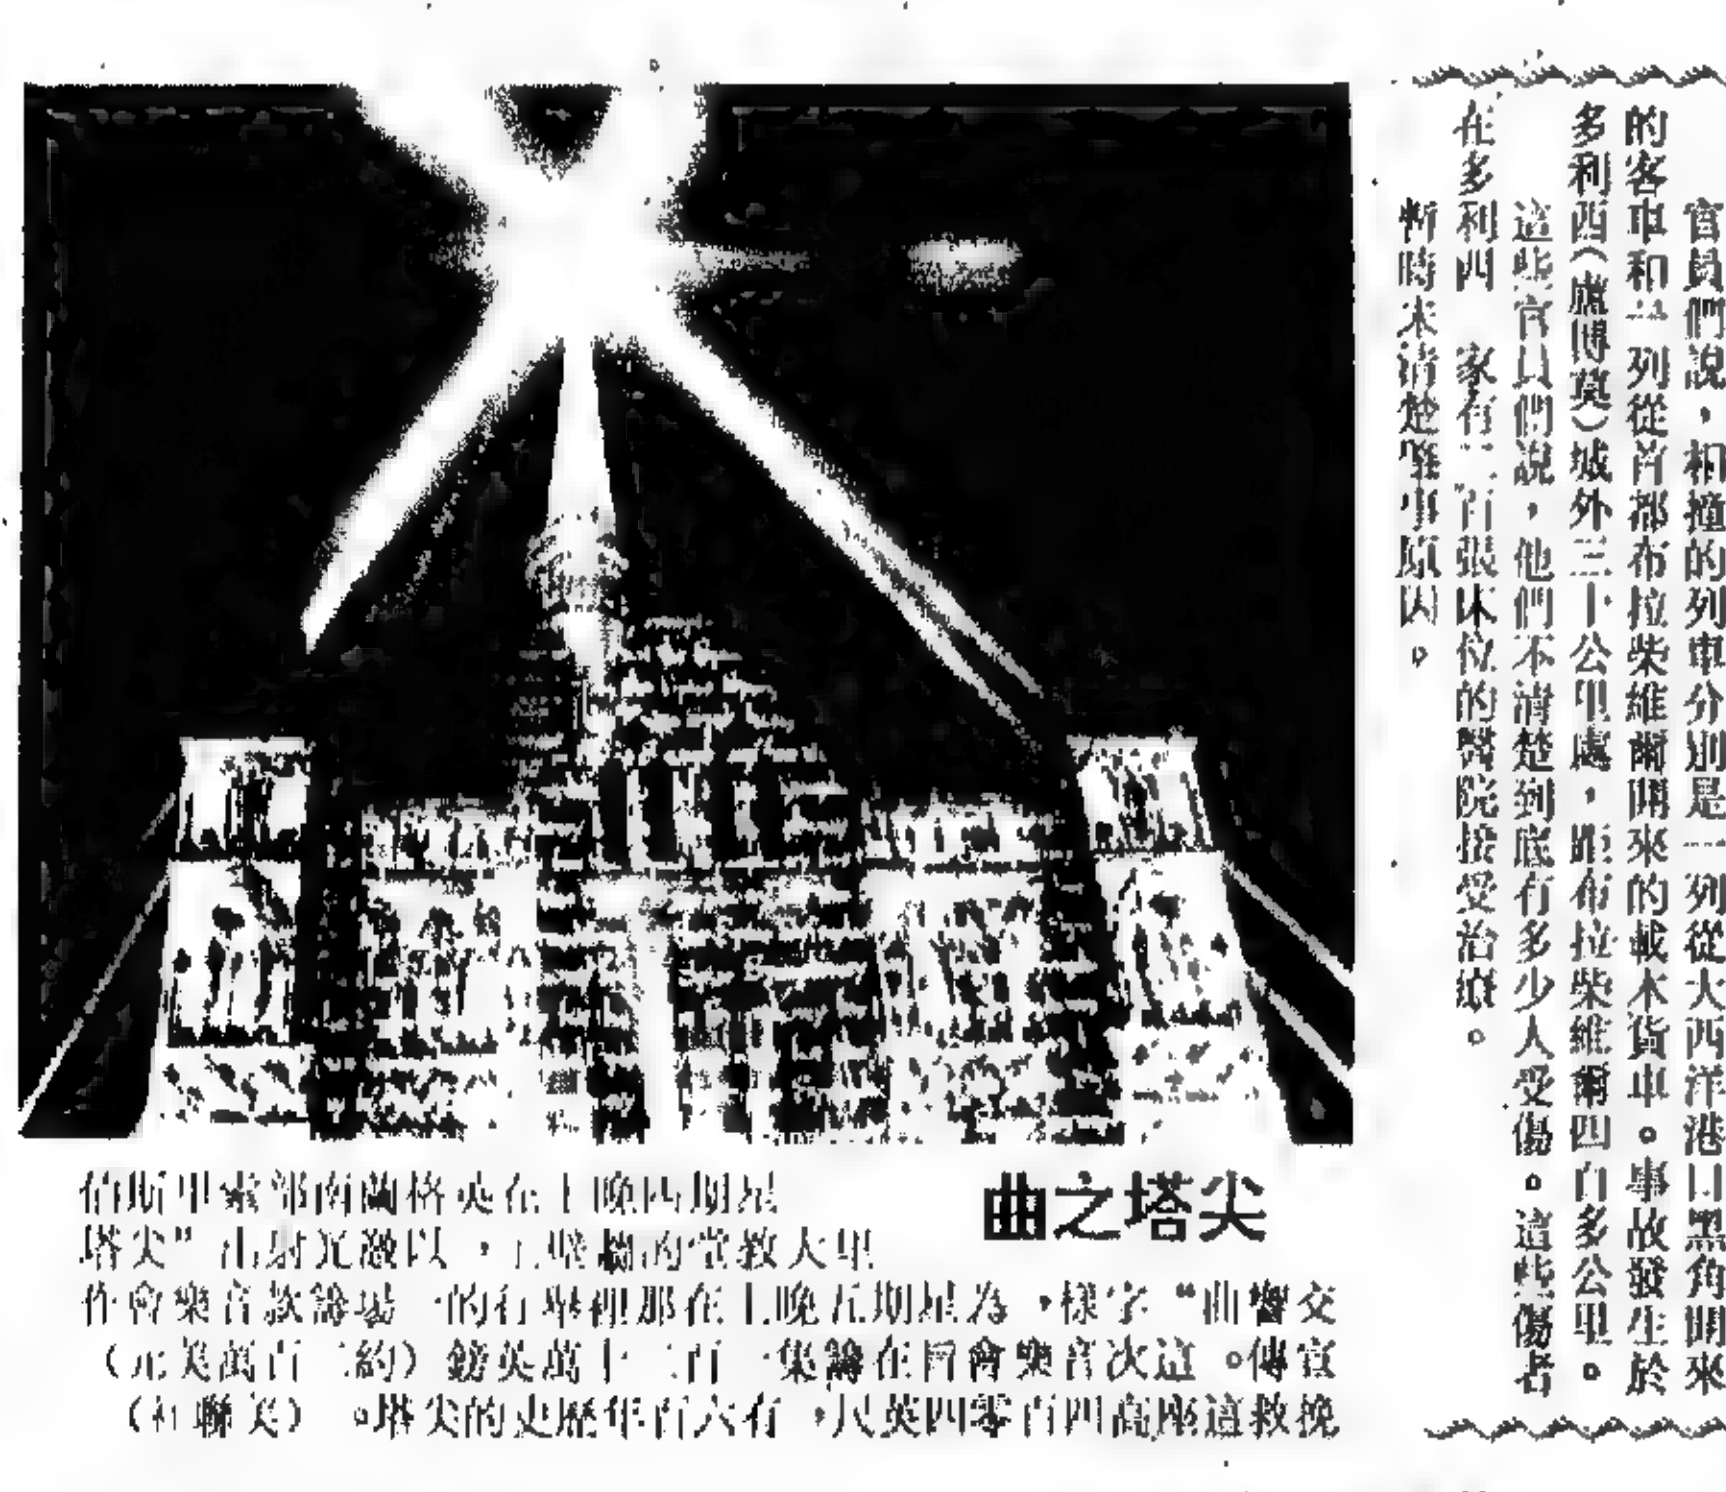 官員們說，相撞的列車分別是一列從大西洋港口黑角開來
的客車和一列從首都布拉柴維爾開來的載木貨車。事故發生於
多利西（盧博莫）城外三十公里處，距布拉柴維爾四百多公里。
這些官員們說，他們不清楚到底有多少人受傷。這些傷者
在多利西一家有二百張床位的醫院接受治療。
暫時未清楚肇事原因。
尖塔之曲
星期四晚上在英格蘭南部索甲斯伯
里大教堂的牆壁上，以激光射出”尖塔
交響曲“字樣，為星期五晚上在那裡舉行的一場籌款音樂會作
宣傳。這次音樂會旨在籌集一百二十萬英鎊（約二百萬美元）
挽救這座高四百零四英尺，有六百年歷史的尖塔。（美聯社）